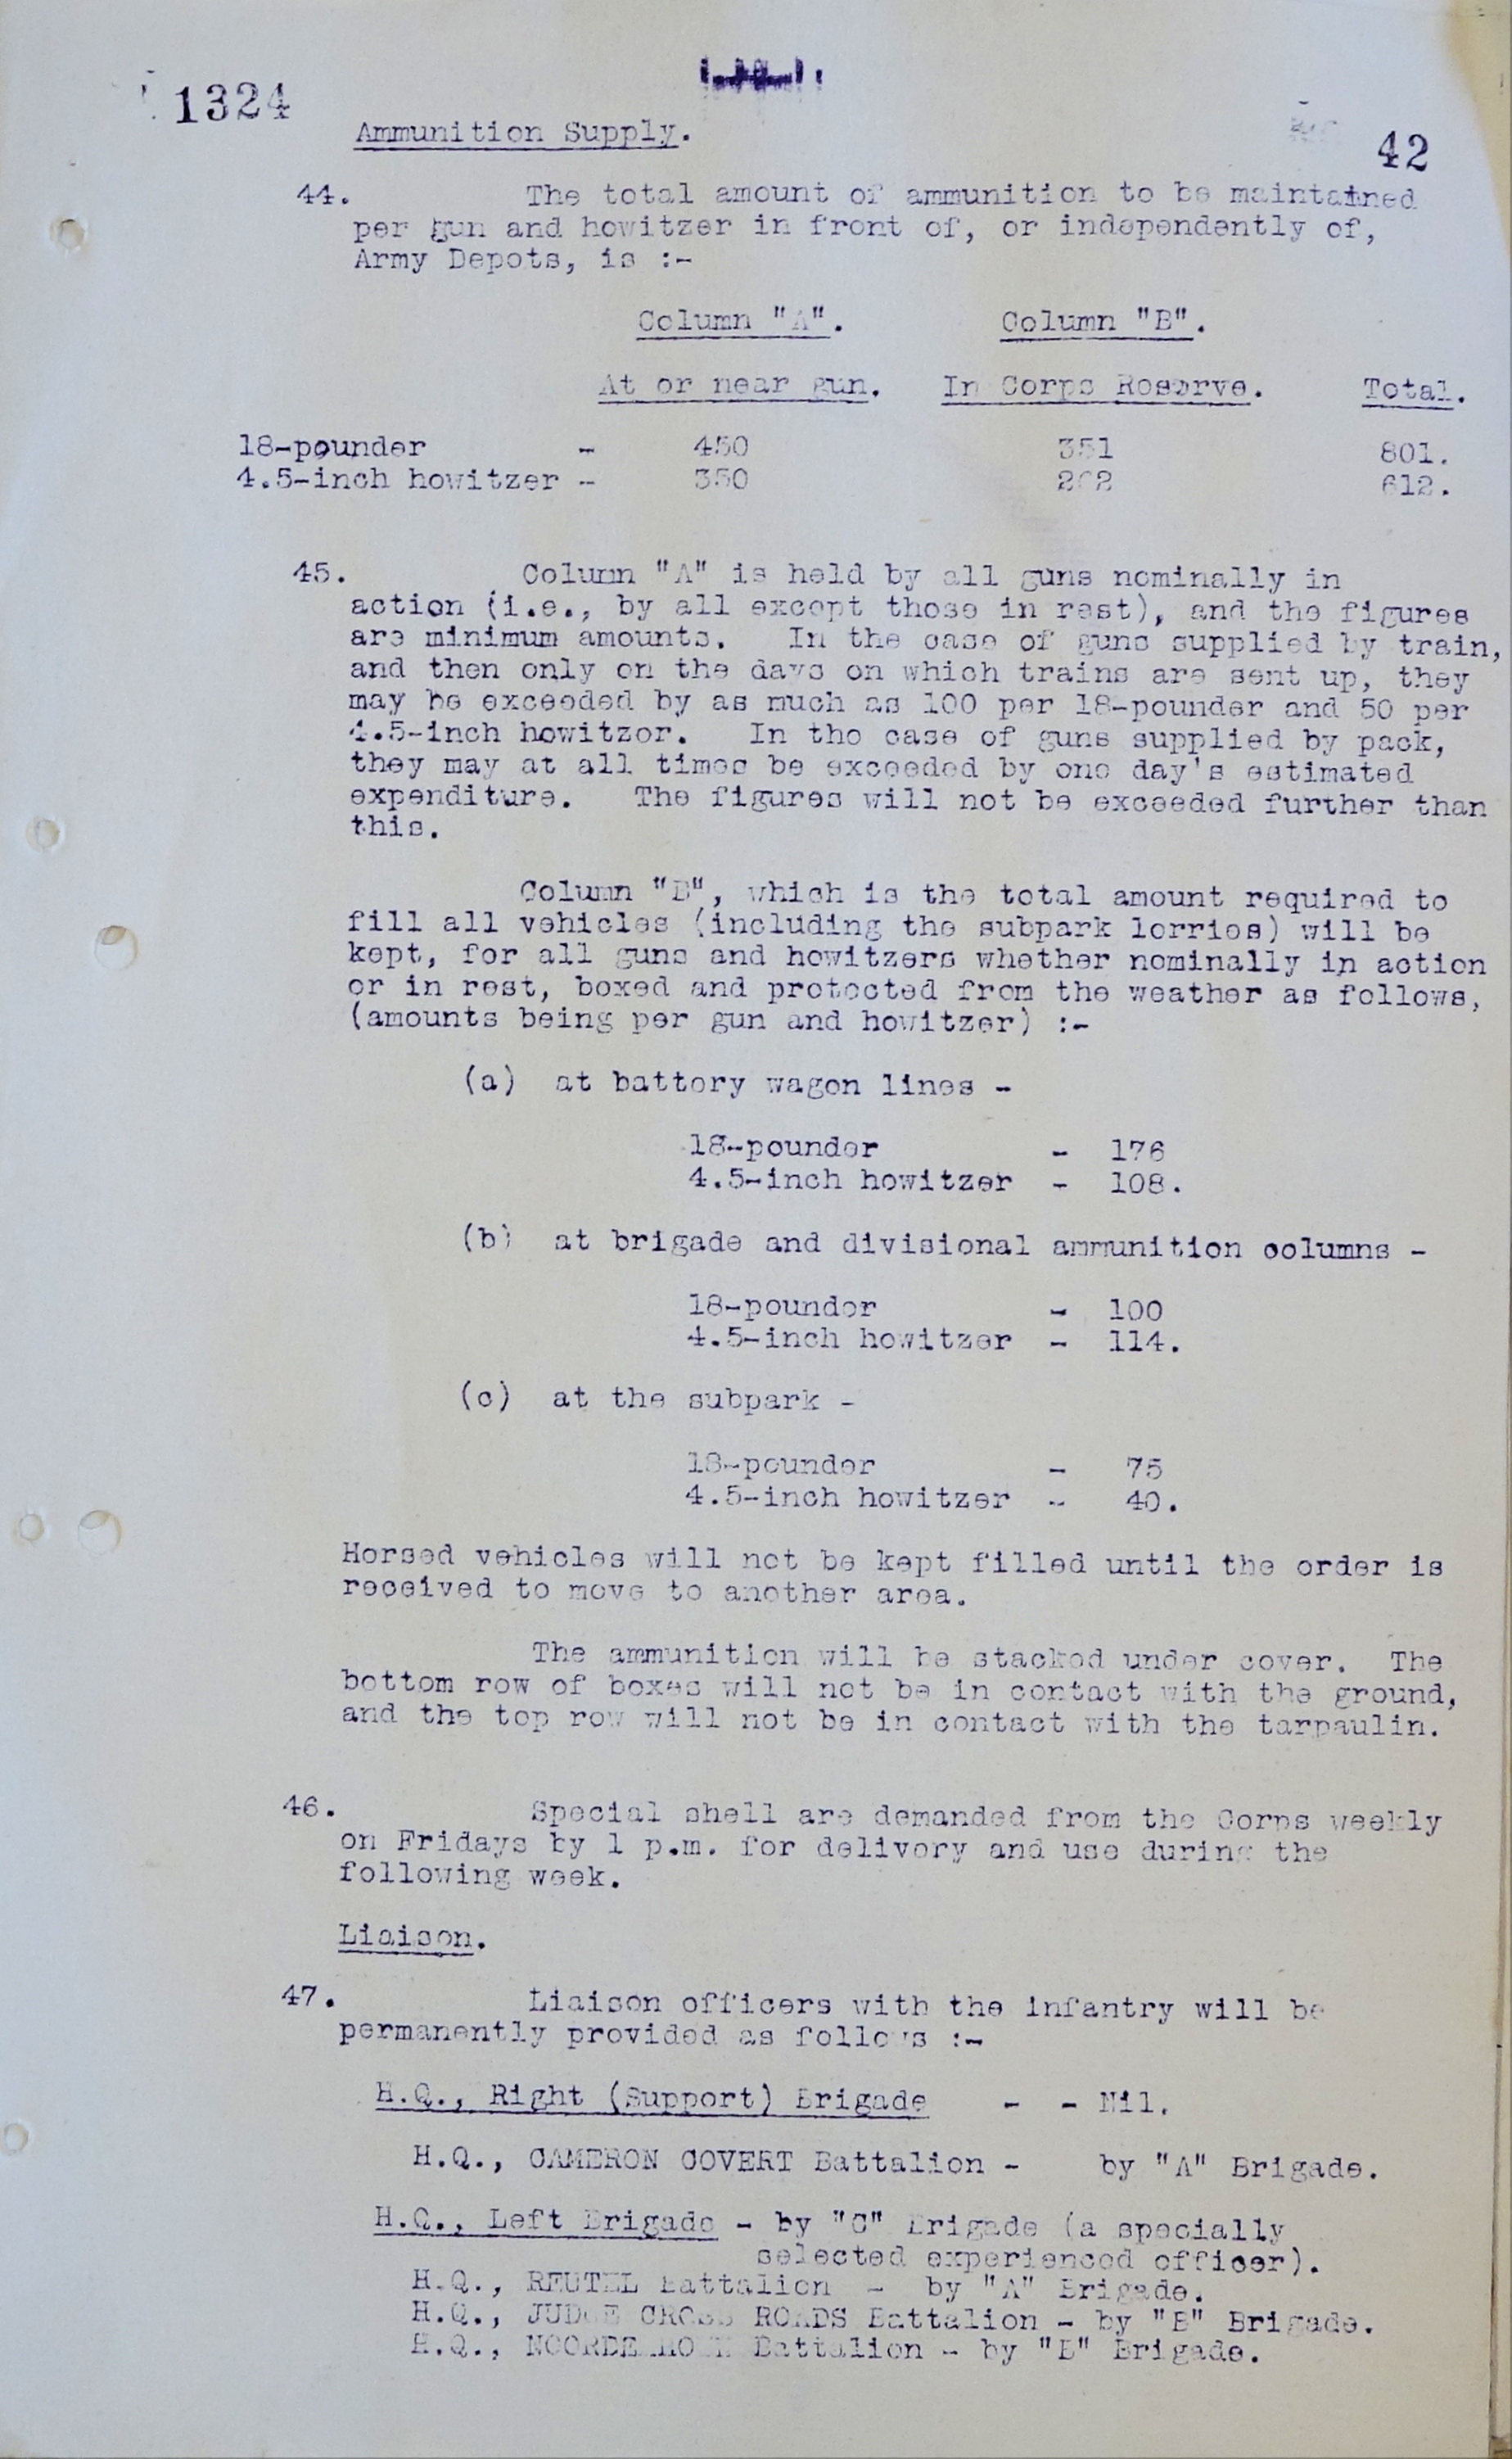 1324
42
Ammunition Supply.
44. The total amount of ammunition to be maintained
per gun and howitzer in front of, or independently of,
Army Depots, is :-
Column "A". Column "B".
At or near gun. In Corps Reserve. Total.
18-pounder - 450 351 801.
4.5-inch howitzer - 350 262 612.
45. Column "A" is held by all guns nominally in
action (i.e., by all except those in rest), and the figures
are minimum amounts. In the case of guns supplied by train,
and then only on the days on which trains are sent up, they
may be exceeded by as much as 100 per 18-pounder and 50 per
4.5-inch howitzer. In the case of guns supplied by pack,
they may at all times be exceeded by one day's estimated
expenditure. The figures will not be exceeded further than
this.
Column "B", which is the total amount required to
fill all vehicles (including the subpark lorries) will be
kept, for all guns and howitzers whether nominally in action
or in rest, boxed and protected from the weather as follows,
(amounts being per gun and howitzer) :-
(a) at battery wagon lines -
18-pounder - 176
4.5-inch howitzer - 108.
(b) at brigade and divisional ammunition columns -
18-pounder - 100
4.5-inch howitzer - 114.
(c) at the subpark -
18-pounder - 75
4.5-inch howitzer - 40.
Horsed vehicles will not be kept filled until the order is
received to move to another area.
The ammunition will be stacked under cover. The
bottom row of boxes will not be in contact with the ground,
and the top row will not be in contact with the tarpaulin.
46. Special shell are demanded from the Corps weekly
on Fridays by 1 p.m. for delivery and use during the
following week.
Liaison.
47. Liaison officers with the infantry will be
permanently provided as follows :-
H.Q., Right (Support) Brigade - - Nil.
H.Q., CAMERON COVERT Battalion - by "A" Brigade.
H.Q., Left Brigade - by "C" Brigade (a specially
selected experienced officer).
H.Q., REUTEL Battalion - by "A" Brigade.
H.Q., JUDGE CROSS ROADS Battalion - by "B" Brigade.
H.Q., Battalion - by "B" Brigade.